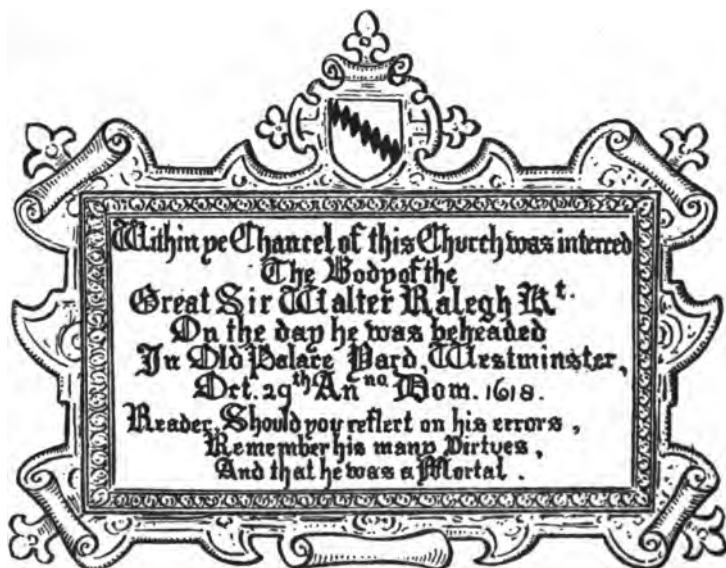 Within ye Chancel of this Church was interred
The Body of the
Great Sir Walter Ralegh Kt.
On the day he was beheaded
In Old Palace Yard, Westminster,
Oct. 29th Anno. Dom. 1618.
Reader, Should you reflect on his errors,
Remember his many Virtues,
And that he was a Mortal.